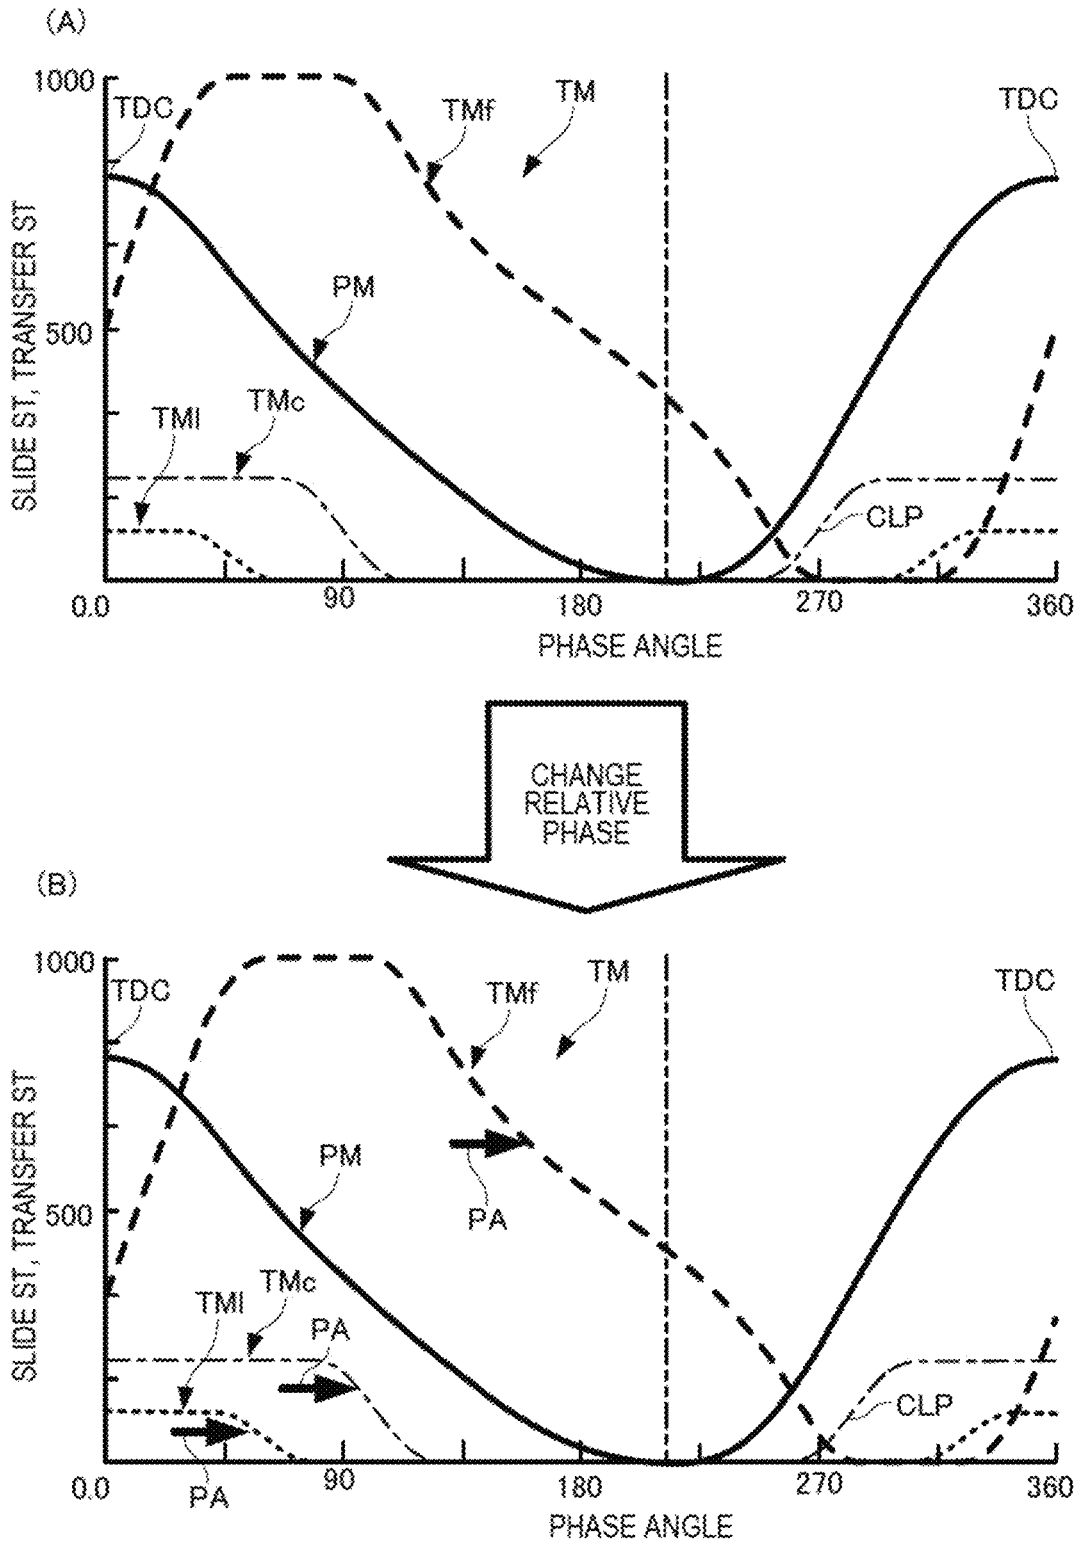 (A)
1000
TDC
TMf
TM
TDC
PM
500
TMl
TMc
CLP
SLIDE ST, TRANSFER ST
0.0
90
180
270
360
PHASE ANGLE
CHANGE
RELATIVE
PHASE
(B)
1000
TDC
TMf
TM
TDC
PM
PA
500
TMl
TMc
PA
CLP
SLIDE ST, TRANSFER ST
0.0
PA
90
180
270
360
PHASE ANGLE